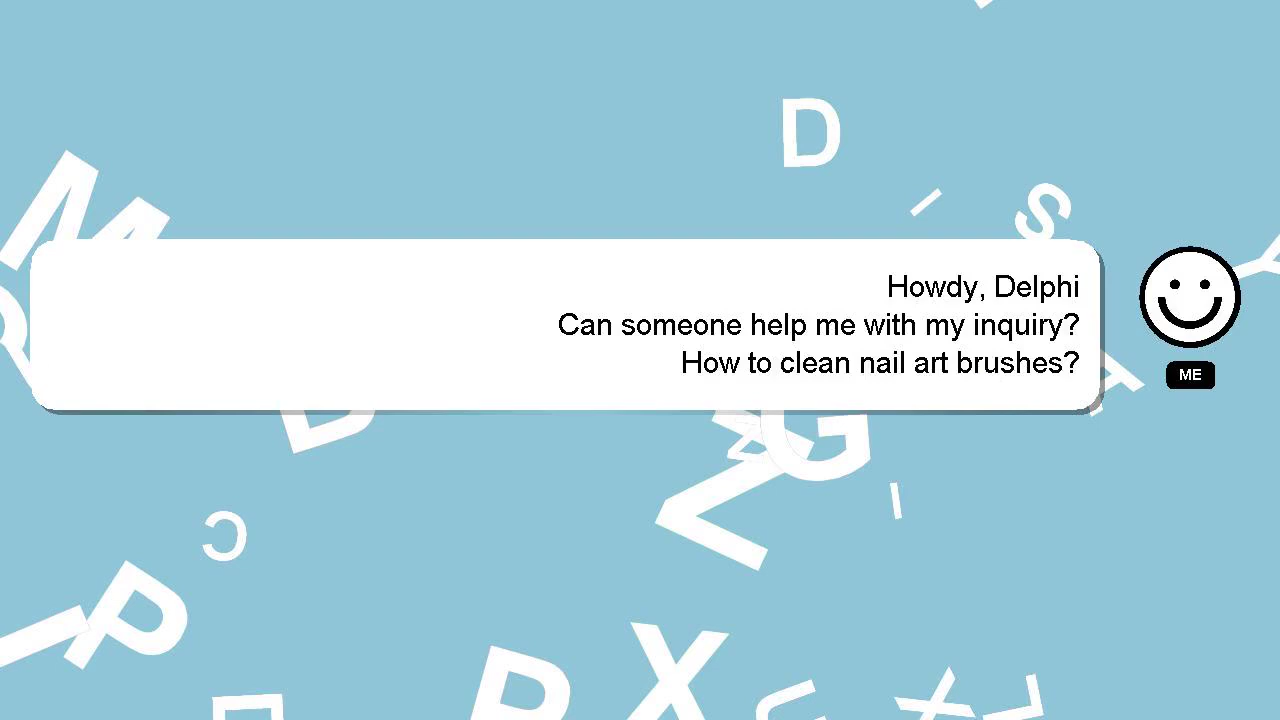 Howdy, Delphi
Can someone help me with my inquiry?
How to clean nail art brushes?
ME